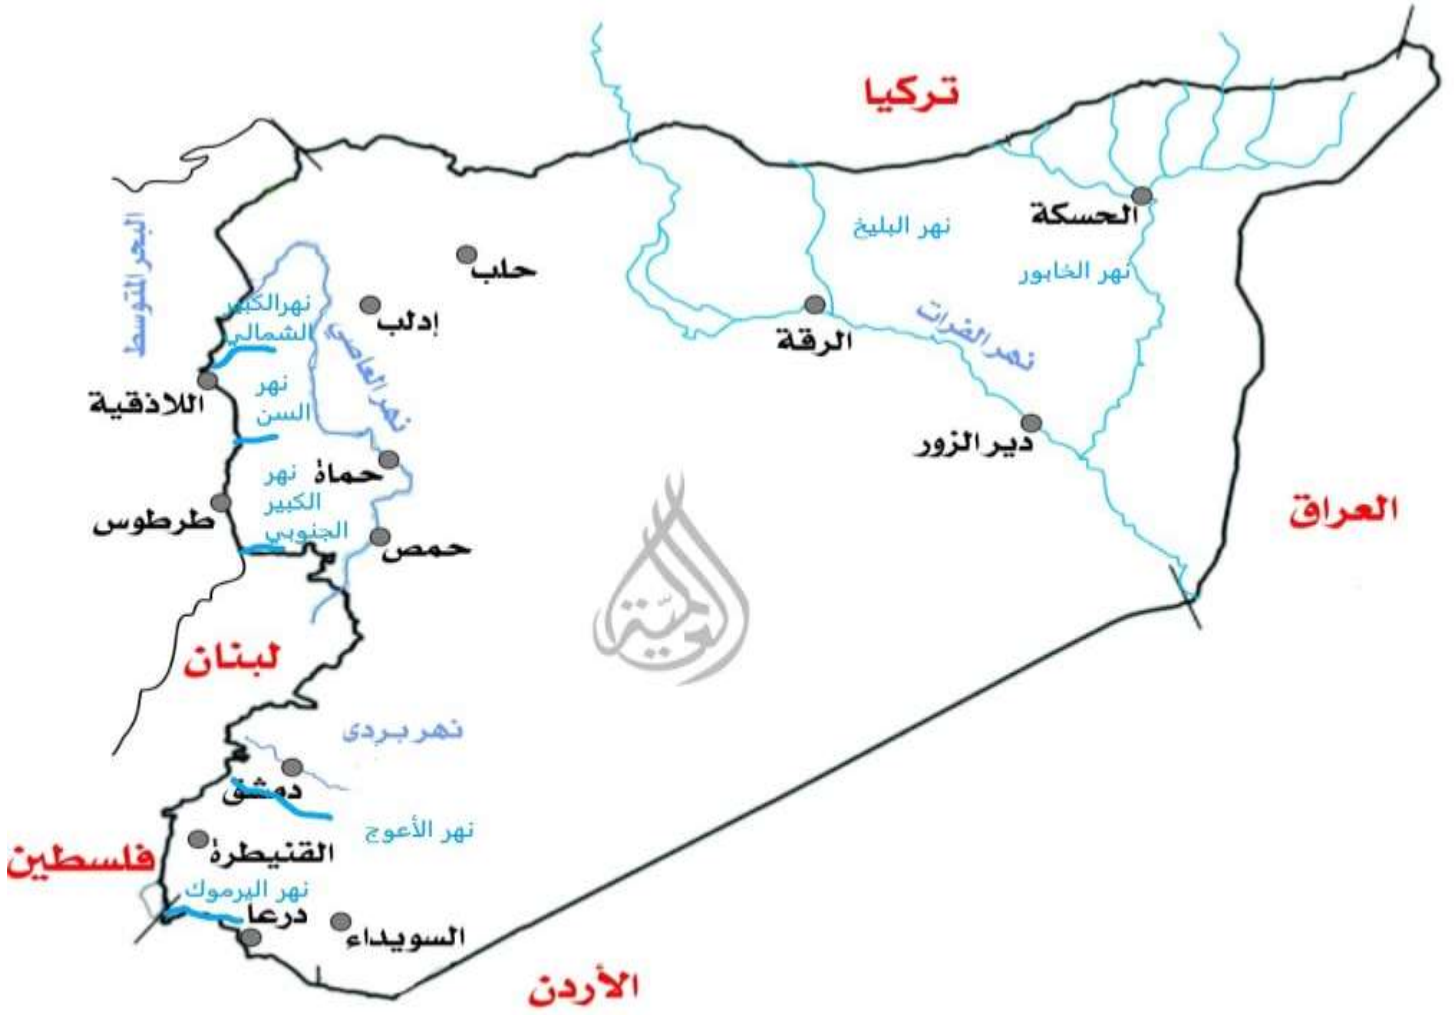 تركيا
الحسكة
نهر البليخ
نهر الخابور
البحر المتوسط
حلب
نهرالكبير
الشمالي
إدلب
الرقة
نهر الفرات
نهر العاصي
اللاذقية
نهر
السن
دير الزور
حماة
نهر
الكبير
الجنوبي
طرطوس
حمص
العراق
لبنان
نهر بردى
دمشق
نهر الأعوج
القنيطرة
فلسطين
نهر اليرموك
درعا
السويداء
الأردن